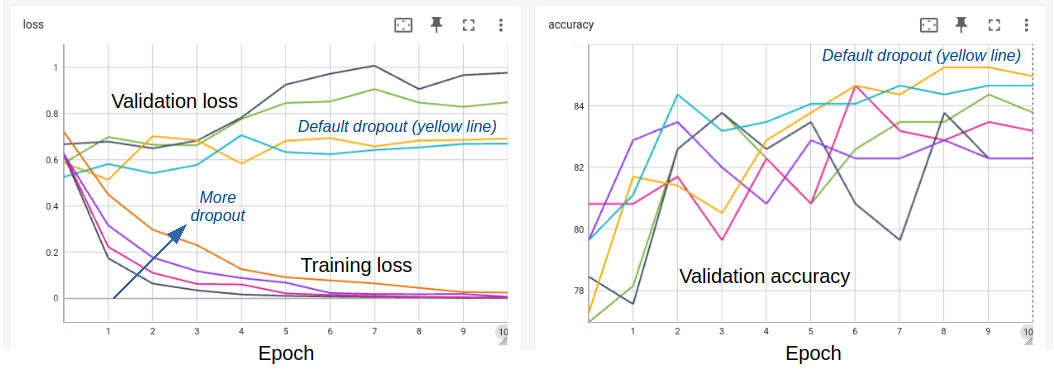 loss
1
0.8
0.6
0.4
0.2
0
Validation loss
Default dropout (yellow line)
More
dropout
Training loss
1 2 3 4 5 6 7 8 9 10
Epoch
accuracy
Default dropout (yellow line)
84
82
80
78
Validation accuracy
1 2 3 4 5 6 7 8 9 10
Epoch